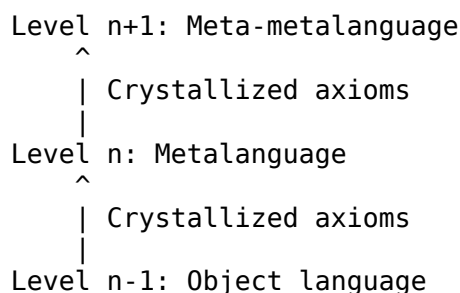 Level n+1: Meta-metalanguage
^
| Crystallized axioms
|
Level n: Metalanguage
^
| Crystallized axioms
|
Level n-1: Object language